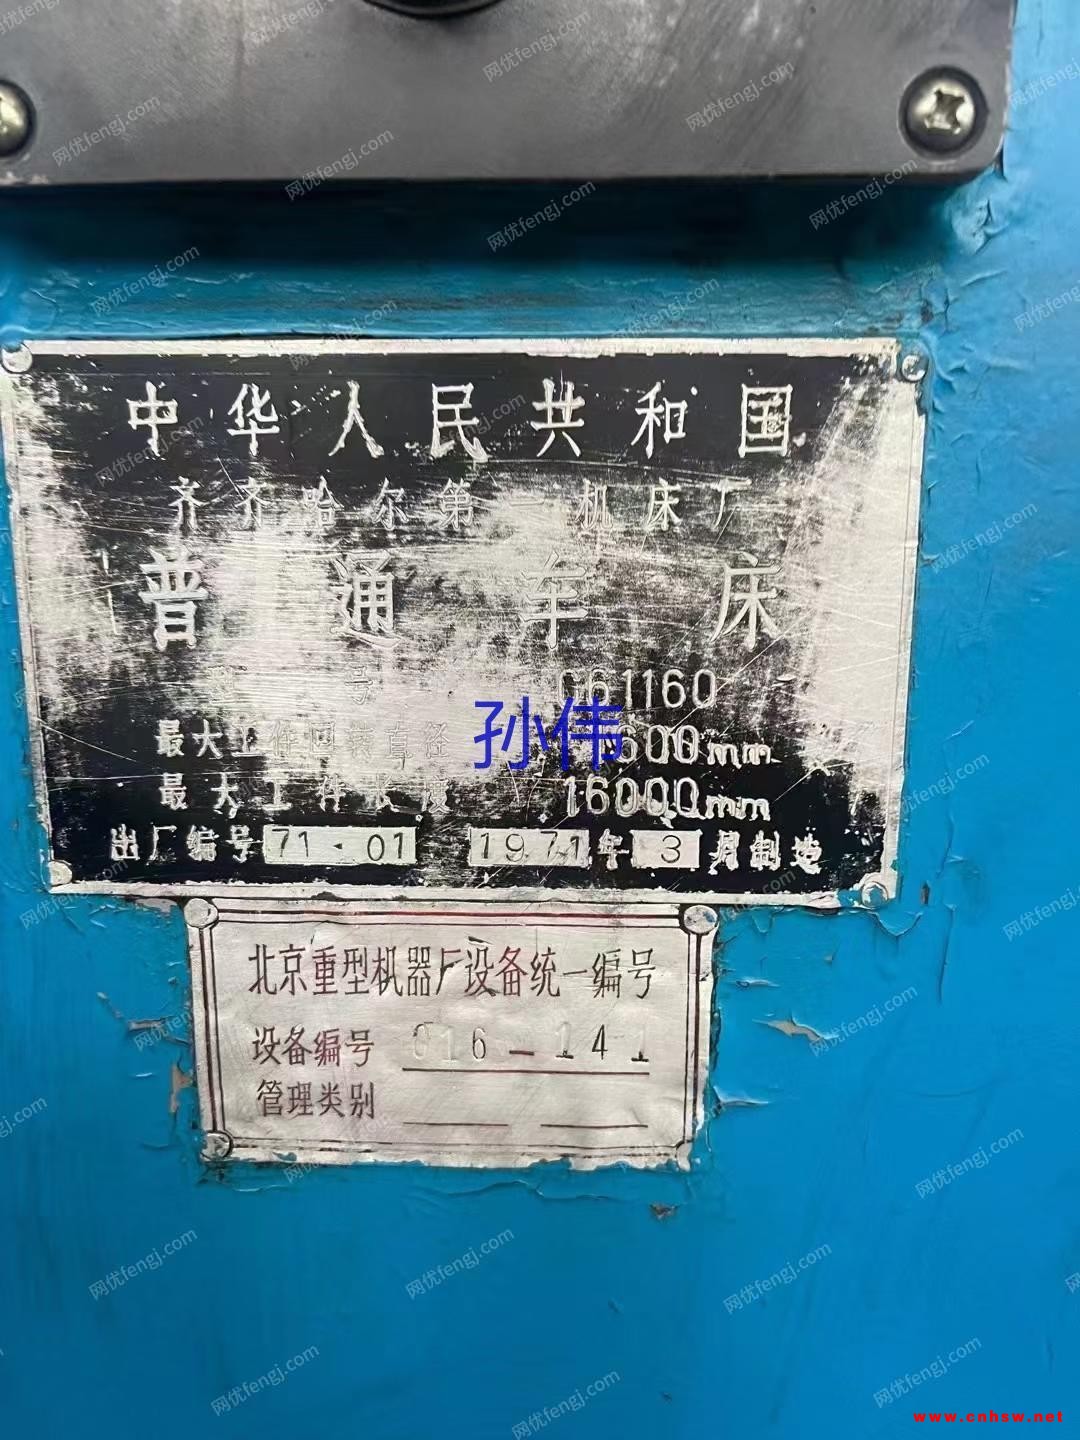 中华人民共和国
齐齐哈尔第一机床厂
普通车床
号 C61160
最大工件回转直径 1600mm
最大工件长度 16000mm
出厂编号 71·01 1971年 3 月制造
孙伟
北京重型机器厂设备统一编号
设备编号 016-141
管理类别
网优fengj.com
www.cnhsw.net